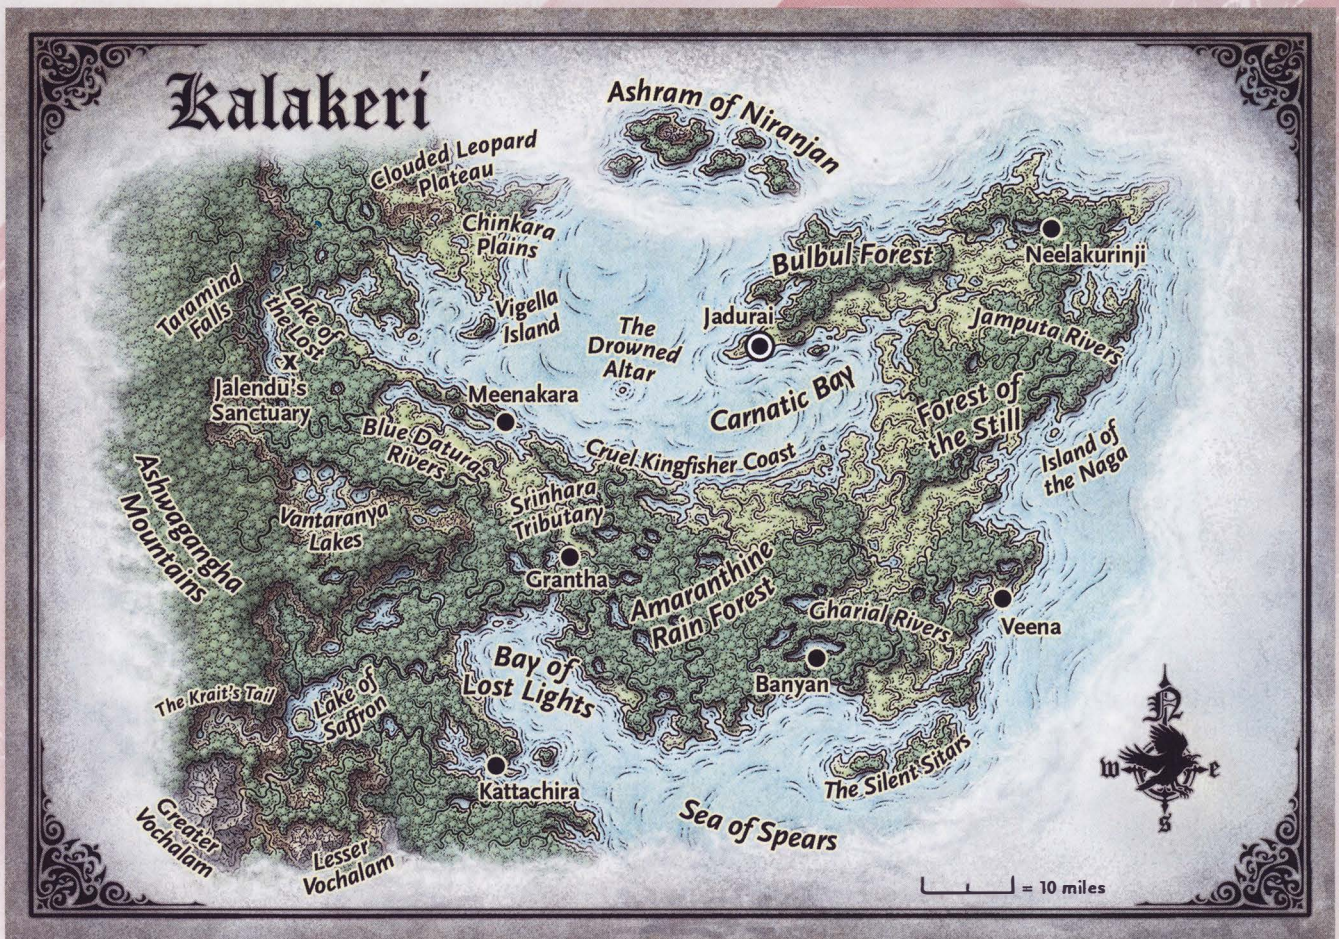 Kalakeri
Ashram of Niranjan
Clouded Leopard
Plateau
Chinkara
Plains
Bulbul Forest
Neelakurinji
Taramind
Falls
Lake of
the Lost
Vigella
Island
The
Drowned
Altar
Jadurai
Jamputa Rivers
x
Jalendu's
Sanctuary
Meenakara
Carnatic Bay
Forest of
the Still
Blue Datura
Rivers
Cruel Kingfisher Coast
Island of
the Naga
Ashwagangha
Mountains
Vantaranya
Lakes
Srinhara
Tributary
Grantha
Amaranthine
Rain Forest
Gharial Rivers
Veena
Bay of
Lost Lights
Banyan
The Krait's Tail
Lake of
Saffron
N
W
e
s
Kattachira
The Silent Sitars
Greater
Vochalam
Lesser
Vochalam
Sea of Spears
= 10 miles